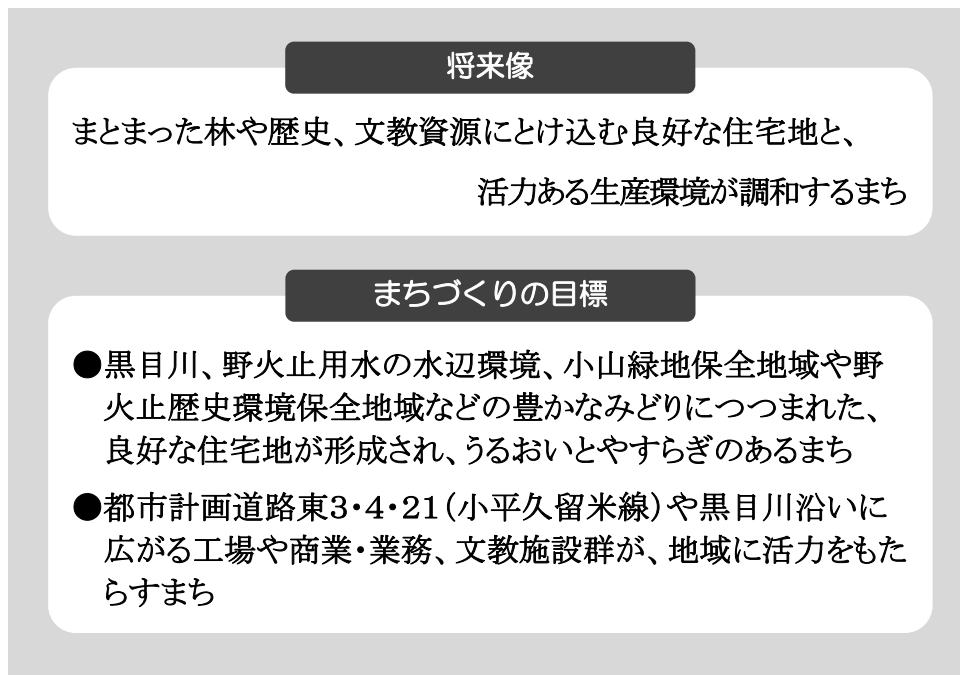 将来像
まとまった林や歴史、文教資源にとけ込む良好な住宅地と、
活力ある生産環境が調和するまち
まちづくりの目標
●黒目川、野火止用水の水辺環境、小山緑地保全地域や野
火止歴史環境保全地域などの豊かなみどりにつつまれた、
良好な住宅地が形成され、うるおいとやすらぎのあるまち
●都市計画道路東3・4・21(小平久留米線)や黒目川沿いに
広がる工場や商業・業務、文教施設群が、地域に活力をもた
らすまち